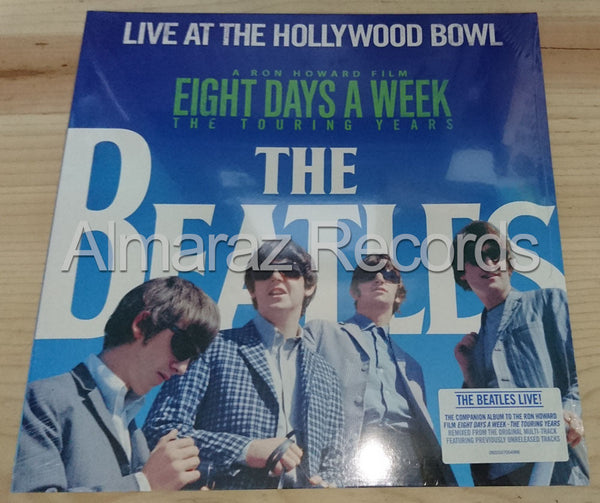 LIVE AT THE HOLLYWOOD BOWL
A RON HOWARD FILM
EIGHT DAYS A WEEK
THE TOURING YEARS
THE
BEATLES
Almaraz Records
THE BEATLES LIVE!
THE COMPANION ALBUM TO THE RON HOWARD
FILM EIGHT DAYS A WEEK - THE TOURING YEARS
REMIXED FROM THE ORIGINAL MULTI-TRACK
FEATURING PREVIOUSLY UNRELEASED TRACKS